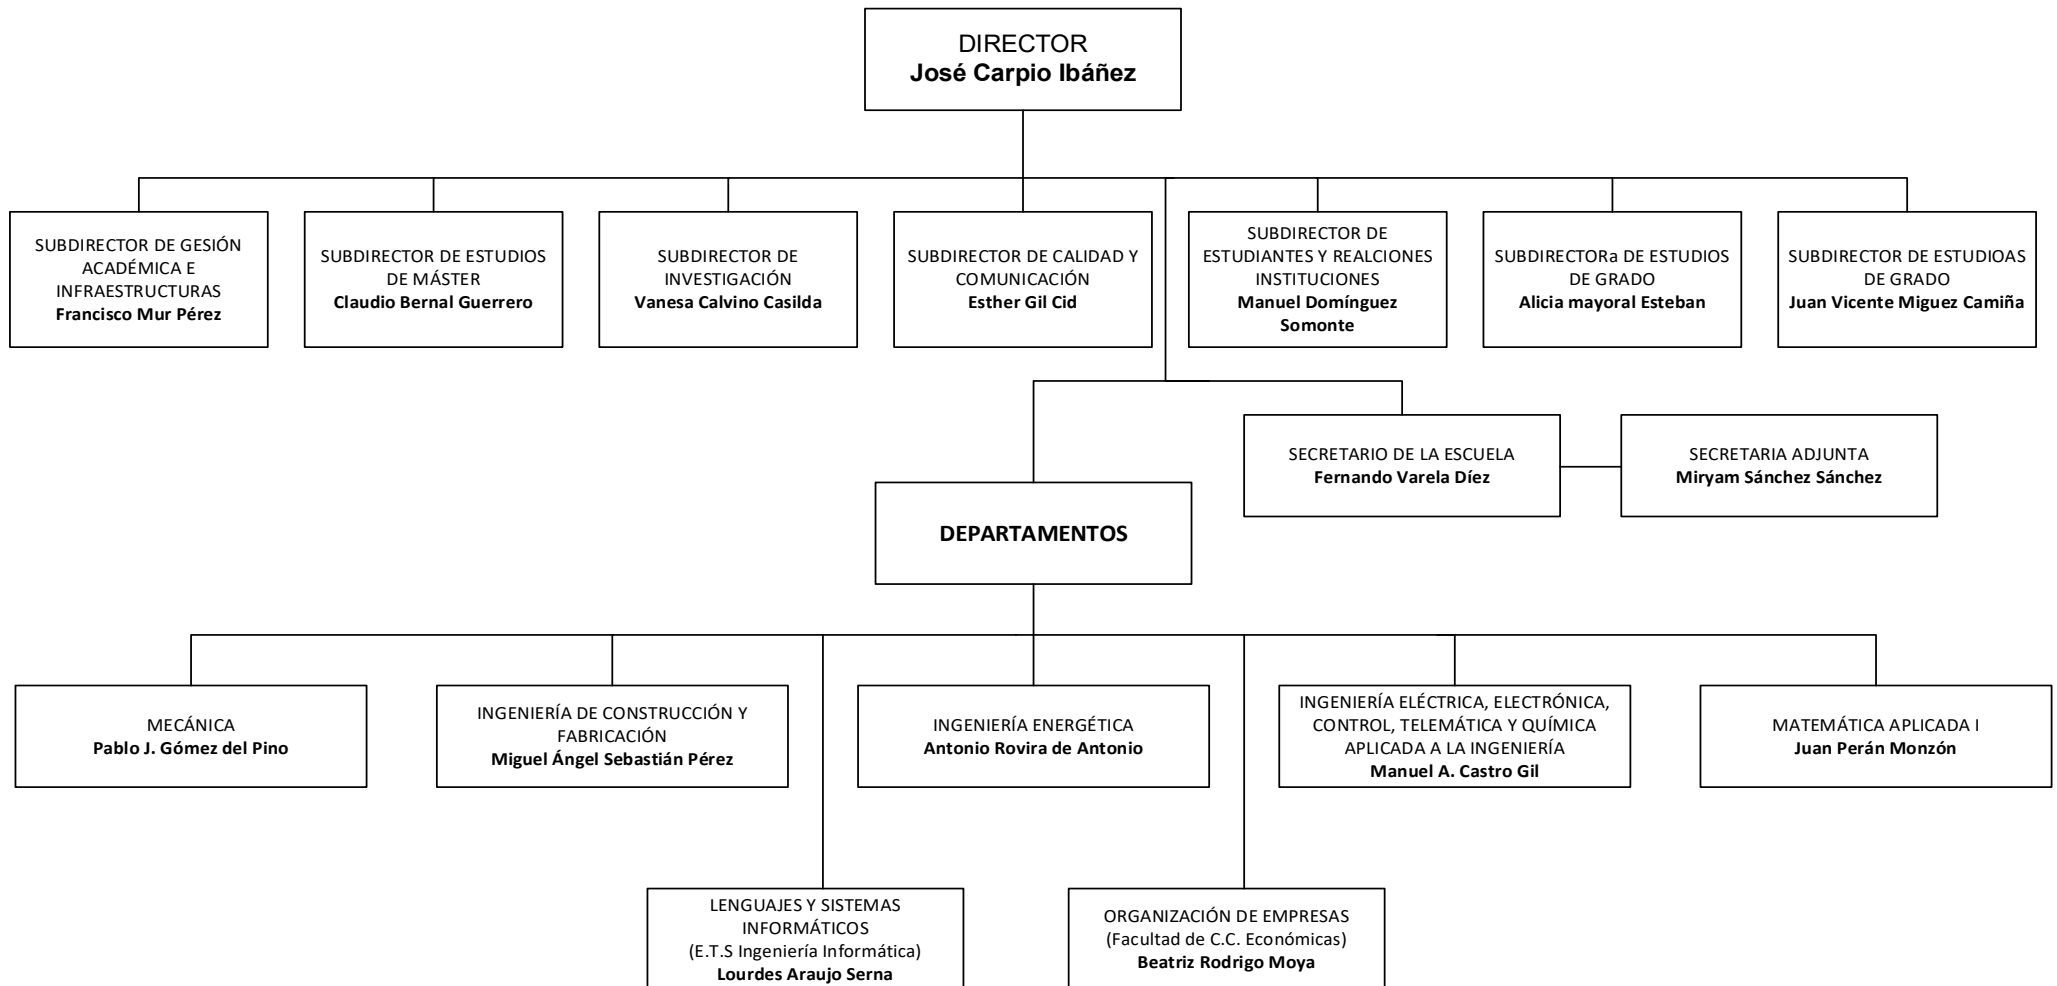 DIRECTOR
José Carpio Ibáñez
SUBDIRECTOR DE GESIÓN
ACADÉMICA E
INFRAESTRUCTURAS
Francisco Mur Pérez
SUBDIRECTOR DE ESTUDIOS
DE MÁSTER
Claudio Bernal Guerrero
SUBDIRECTOR DE
INVESTIGACIÓN
Vanesa Calvino Casilda
SUBDIRECTOR DE CALIDAD Y
COMUNICACIÓN
Esther Gil Cid
SUBDIRECTOR DE
ESTUDIANTES Y REALCIONES
INSTITUCIONES
Manuel Domínguez
Somonte
SUBDIRECTORa DE ESTUDIOS
DE GRADO
Alicia mayoral Esteban
SUBDIRECTOR DE ESTUDIOAS
DE GRADO
Juan Vicente Miguez Camiña
SECRETARIO DE LA ESCUELA
Fernando Varela Díez
SECRETARIA ADJUNTA
Miryam Sánchez Sánchez
DEPARTAMENTOS
MECÁNICA
Pablo J. Gómez del Pino
INGENIERÍA DE CONSTRUCCIÓN Y
FABRICACIÓN
Miguel Ángel Sebastián Pérez
INGENIERÍA ENERGÉTICA
Antonio Rovira de Antonio
INGENIERÍA ELÉCTRICA, ELECTRÓNICA,
CONTROL, TELEMÁTICA Y QUÍMICA
APLICADA A LA INGENIERÍA
Manuel A. Castro Gil
MATEMÁTICA APLICADA I
Juan Perán Monzón
LENGUAJES Y SISTEMAS
INFORMÁTICOS
(E.T.S Ingeniería Informática)
Lourdes Araujo Serna
ORGANIZACIÓN DE EMPRESAS
(Facultad de C.C. Económicas)
Beatriz Rodrigo Moya